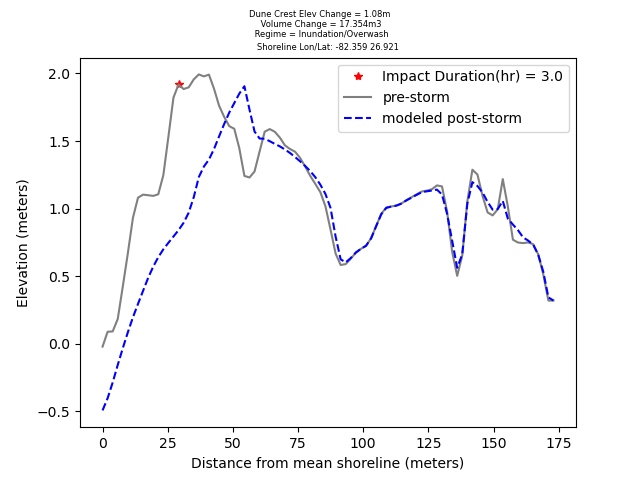 Dune Crest Elev Change = 1.08m
Volume Change = 17.354m3
Regime = Inundation/Overwash
Shoreline Lon/Lat: -82.359 26.921
Impact Duration(hr) = 3.0
pre-storm
modeled post-storm
Elevation (meters)
2.0
1.5
1.0
0.5
0.0
−0.5
0 25 50 75 100 125 150 175
Distance from mean shoreline (meters)